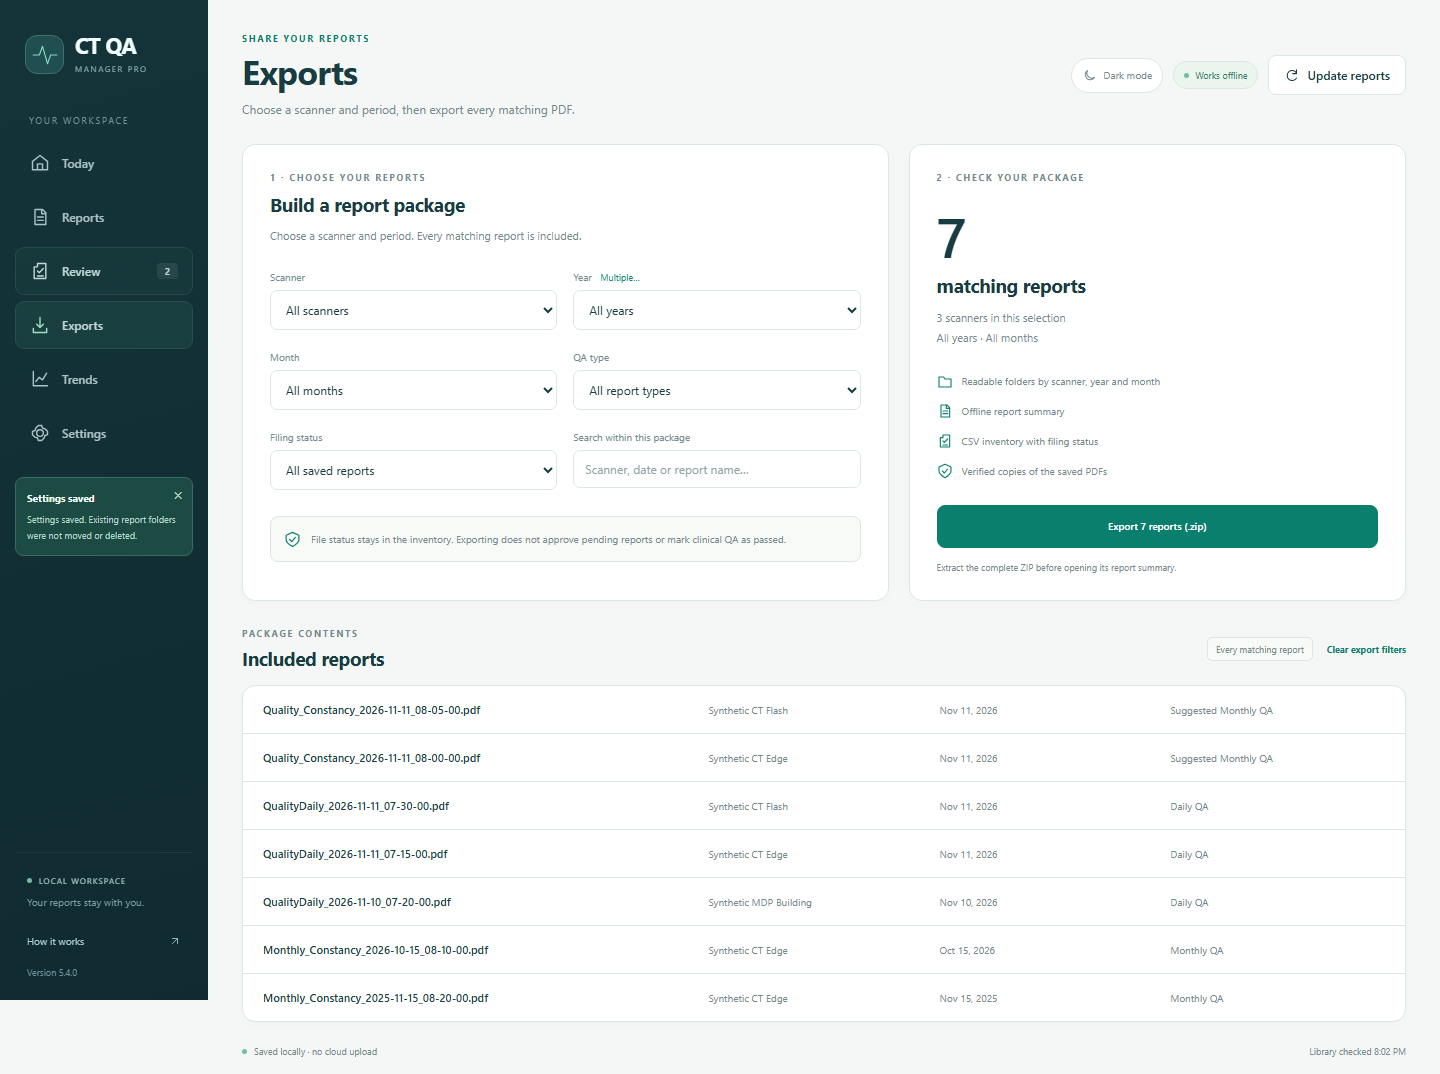 CT QA
MANAGER PRO
YOUR WORKSPACE
Today
Reports
Review 2
Exports
Trends
Settings
Settings saved
Settings saved. Existing report folders
were not moved or deleted.
LOCAL WORKSPACE
Your reports stay with you.
How it works
Version 5.4.0
SHARE YOUR REPORTS
Exports
Choose a scanner and period, then export every matching PDF.
Dark mode
Works offline
Update reports
1 · CHOOSE YOUR REPORTS
Build a report package
Choose a scanner and period. Every matching report is included.
Scanner
All scanners
Year Multiple...
All years
Month
All months
QA type
All report types
Filing status
All saved reports
Search within this package
Scanner, date or report name...
File status stays in the inventory. Exporting does not approve pending reports or mark clinical QA as passed.
2 · CHECK YOUR PACKAGE
7
matching reports
3 scanners in this selection
All years · All months
Readable folders by scanner, year and month
Offline report summary
CSV inventory with filing status
Verified copies of the saved PDFs
Export 7 reports (.zip)
Extract the complete ZIP before opening its report summary.
PACKAGE CONTENTS
Included reports
Every matching report
Clear export filters
Quality_Constancy_2026-11-11_08-05-00.pdf Synthetic CT Flash Nov 11, 2026 Suggested Monthly QA
Quality_Constancy_2026-11-11_08-00-00.pdf Synthetic CT Edge Nov 11, 2026 Suggested Monthly QA
QualityDaily_2026-11-11_07-30-00.pdf Synthetic CT Flash Nov 11, 2026 Daily QA
QualityDaily_2026-11-11_07-15-00.pdf Synthetic CT Edge Nov 11, 2026 Daily QA
QualityDaily_2026-11-10_07-20-00.pdf Synthetic MDP Building Nov 10, 2026 Daily QA
Monthly_Constancy_2026-10-15_08-10-00.pdf Synthetic CT Edge Oct 15, 2026 Monthly QA
Monthly_Constancy_2025-11-15_08-20-00.pdf Synthetic CT Edge Nov 15, 2025 Monthly QA
Saved locally · no cloud upload
Library checked 8:02 PM